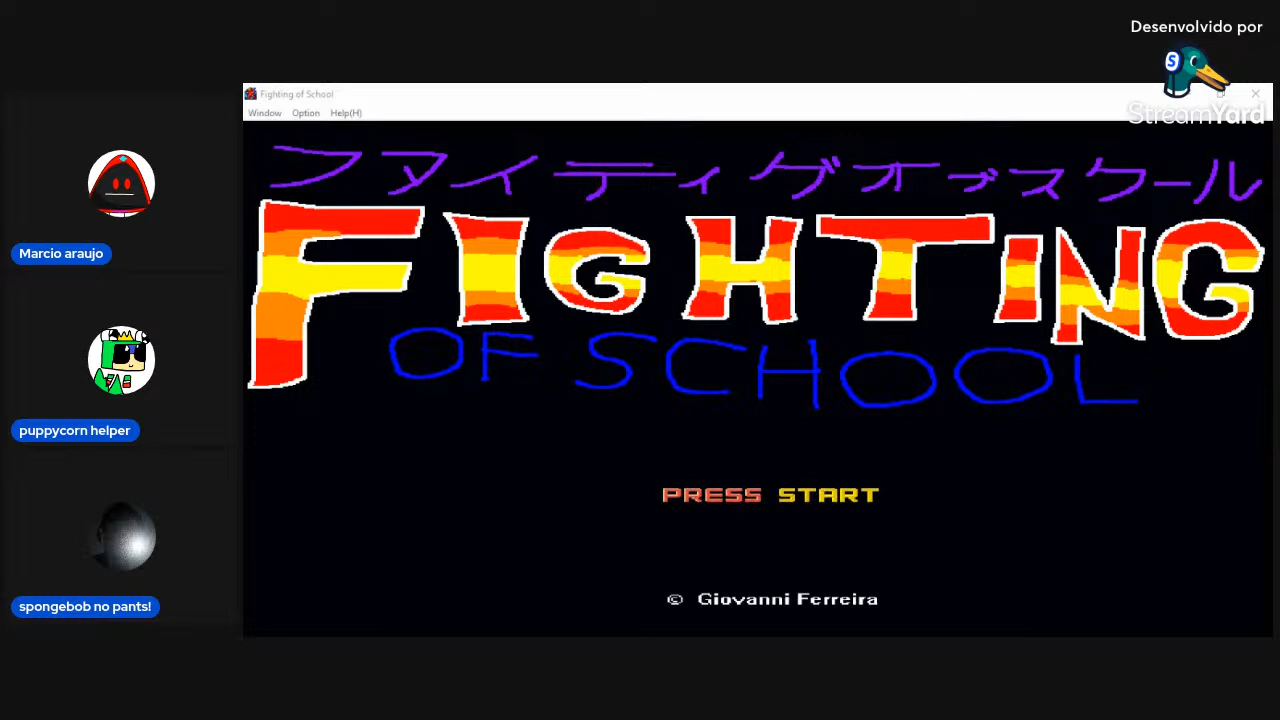 Desenvolvido por
StreamYard
Fighting of School
Window Option Help(H)
フヌイティグオブスクール
FIGHTING
OF SCHOOL
PRESS START
© Giovanni Ferreira
Marcio araujo
puppycorn helper
spongebob no pants!